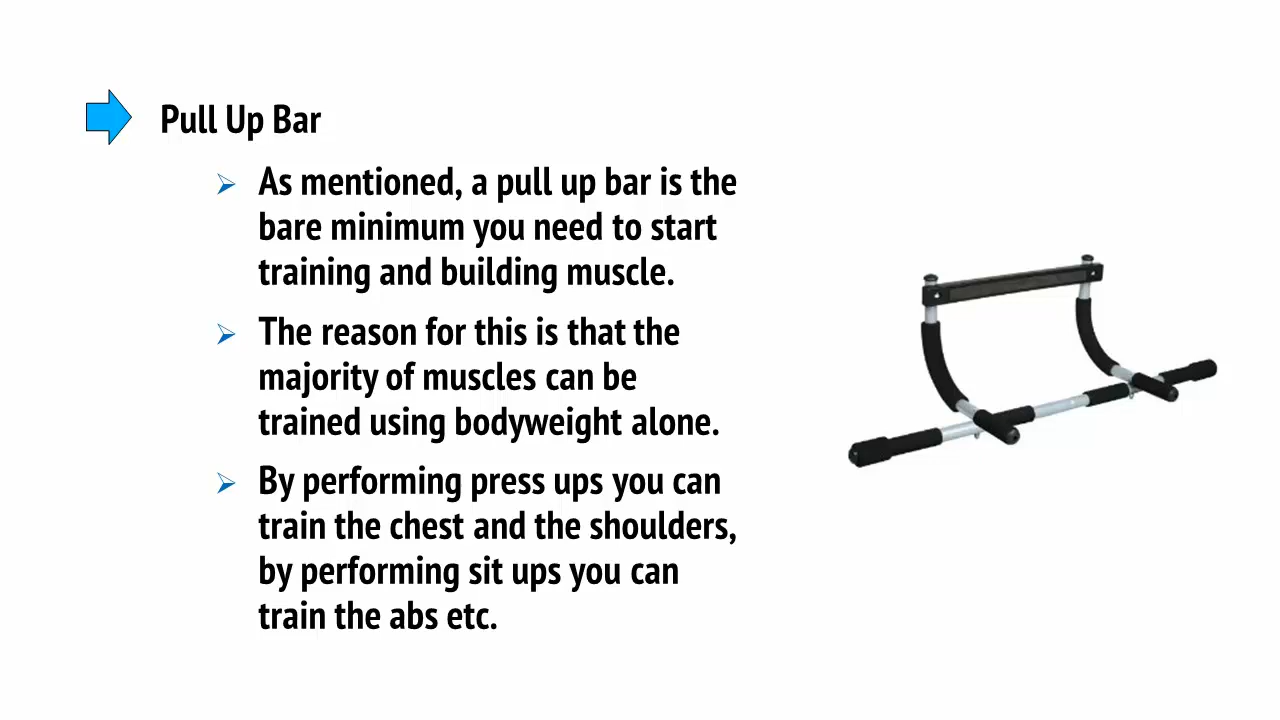 Pull Up Bar
As mentioned, a pull up bar is the
bare minimum you need to start
training and building muscle.
The reason for this is that the
majority of muscles can be
trained using bodyweight alone.
By performing press ups you can
train the chest and the shoulders,
by performing sit ups you can
train the abs etc.